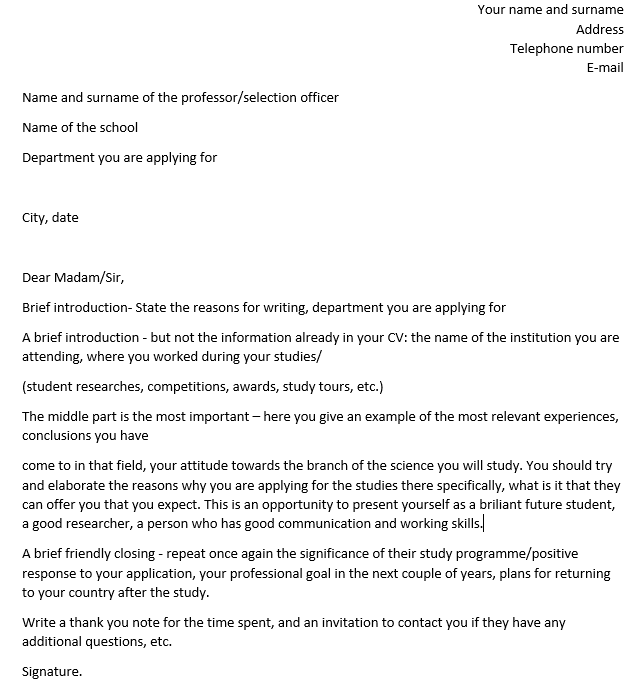 Your name and surname
Address
Telephone number
E-mail
Name and surname of the professor/selection officer
Name of the school
Department you are applying for
City, date
Dear Madam/Sir,
Brief introduction- State the reasons for writing, department you are applying for
A brief introduction - but not the information already in your CV: the name of the institution you are
attending, where you worked during your studies/
(student researches, competitions, awards, study tours, etc.)
The middle part is the most important – here you give an example of the most relevant experiences,
conclusions you have
come to in that field, your attitude towards the branch of the science you will study. You should try
and elaborate the reasons why you are applying for the studies there specifically, what is it that they
can offer you that you expect. This is an opportunity to present yourself as a briliant future student,
a good researcher, a person who has good communication and working skills.
A brief friendly closing - repeat once again the significance of their study programme/positive
response to your application, your professional goal in the next couple of years, plans for returning
to your country after the study.
Write a thank you note for the time spent, and an invitation to contact you if they have any
additional questions, etc.
Signature.